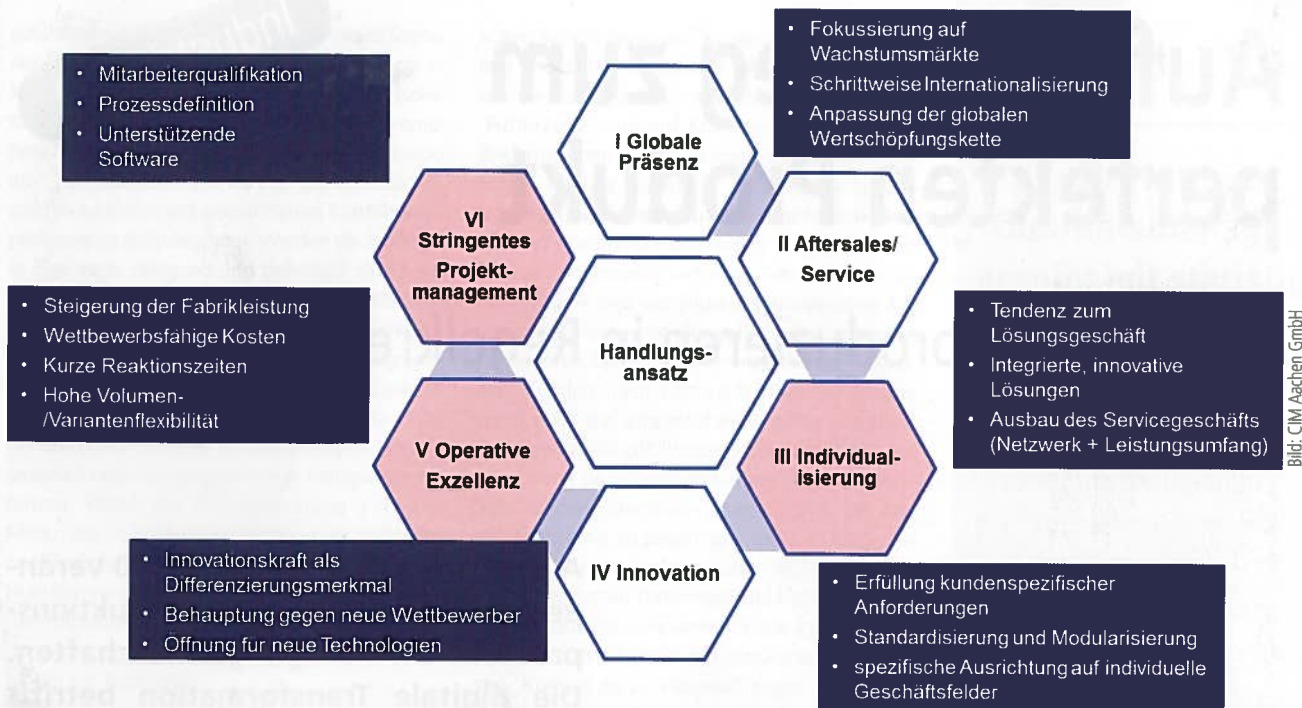 • Fokussierung auf
Wachstumsmärkte
• Schrittweise Internationalisierung
• Anpassung der globalen
Wertschöpfungskette
• Mitarbeiterqualifikation
• Prozessdefinition
• Unterstützende
Software
I Globale
Präsenz
VI
Stringentes
Projekt-
management
II Aftersales/
Service
• Steigerung der Fabrikleistung
• Wettbewerbsfähige Kosten
• Kurze Reaktionszeiten
• Hohe Volumen-
/Variantenflexibilität
Handlungs-
ansatz
• Tendenz zum
Lösungsgeschäft
• Integrierte, innovative
Lösungen
• Ausbau des Servicegeschäfts
(Netzwerk + Leistungsumfang)
Bild: CIM Aachen GmbH
V Operative
Exzellenz
III Individual-
isierung
• Innovationskraft als
Differenzierungsmerkmal
• Behauptung gegen neue Wettbewerber
• Öffnung für neue Technologien
IV Innovation
• Erfüllung kundenspezifischer
Anforderungen
• Standardisierung und Modularisierung
• spezifische Ausrichtung auf individuelle
Geschäftsfelder